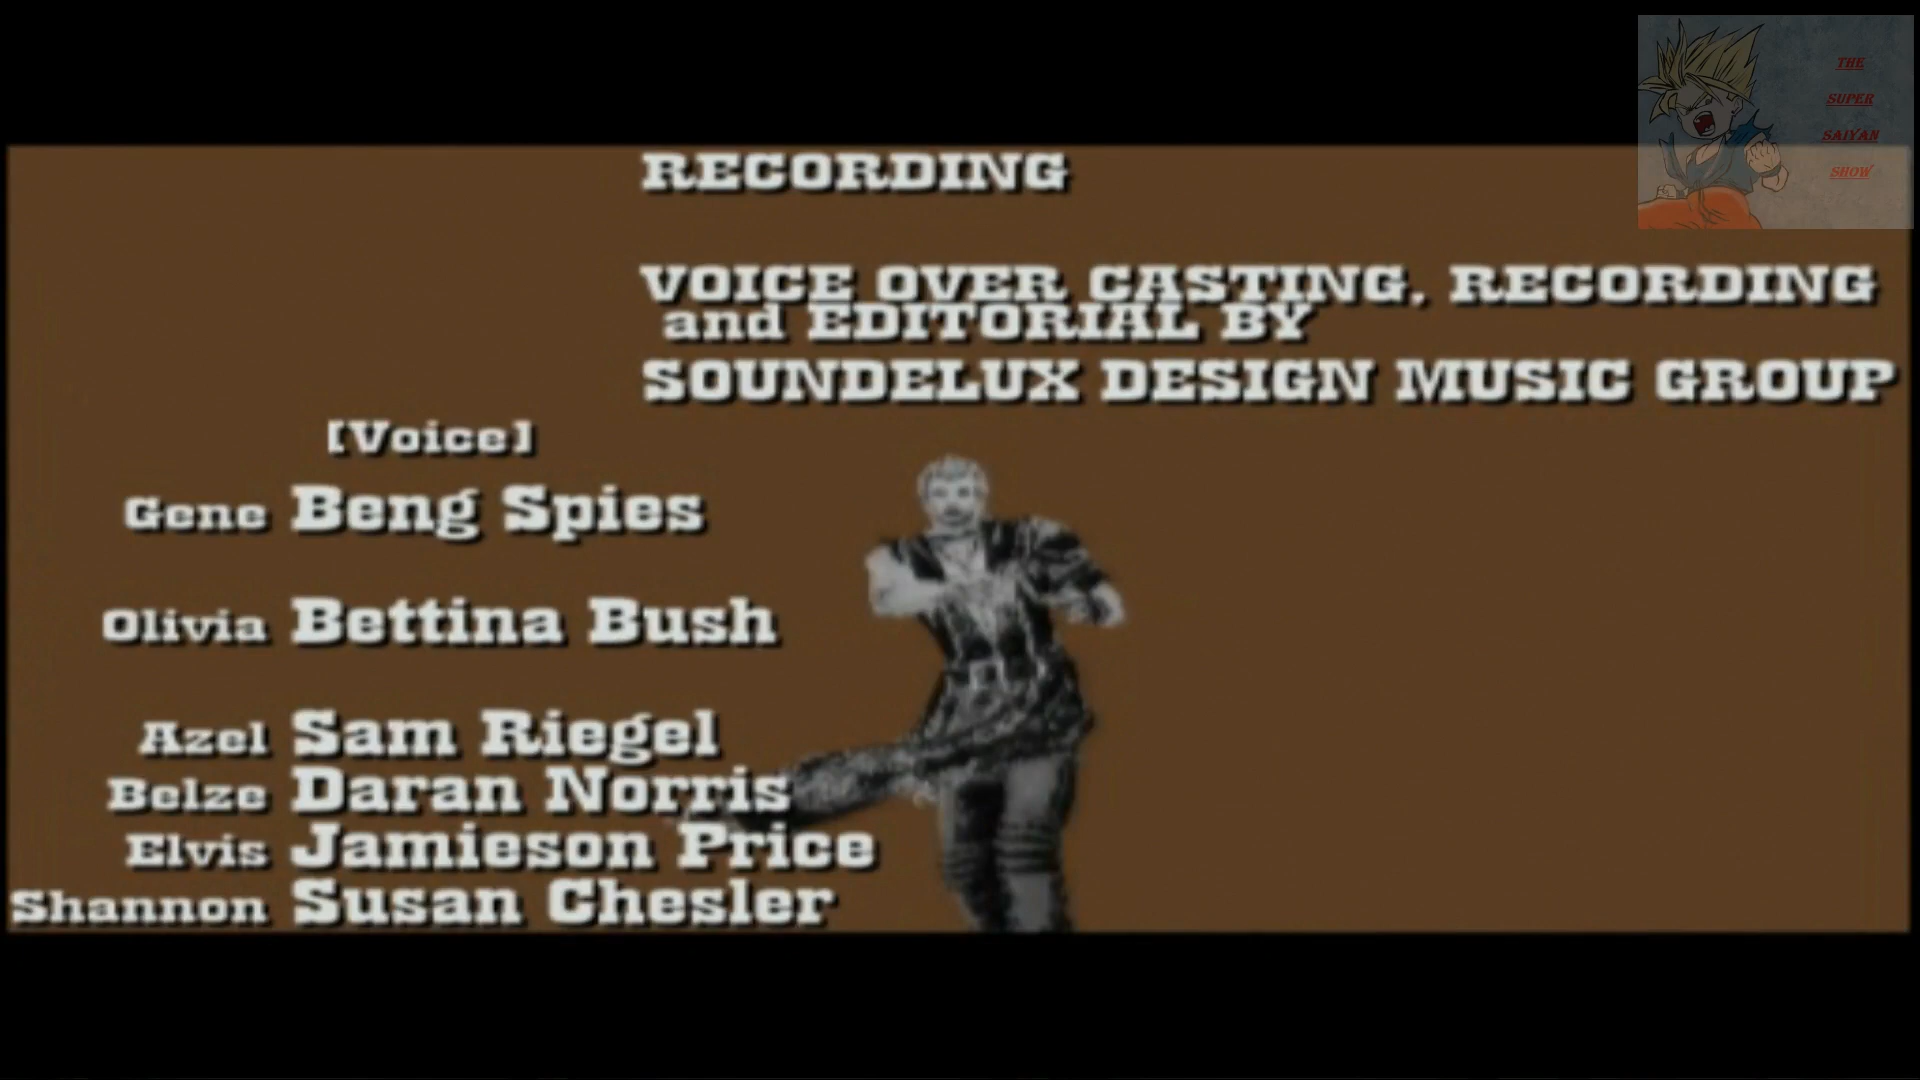 THE
SUPER
SAIYAN
SHOW
RECORDING
VOICE OVER CASTING, RECORDING
and EDITORIAL BY
SOUNDELUX DESIGN MUSIC GROUP
[Voice]
Gene Beng Spies
Olivia Bettina Bush
Azel Sam Riegel
Belze Daran Norris
Elvis Jamieson Price
Shannon Susan Chesler